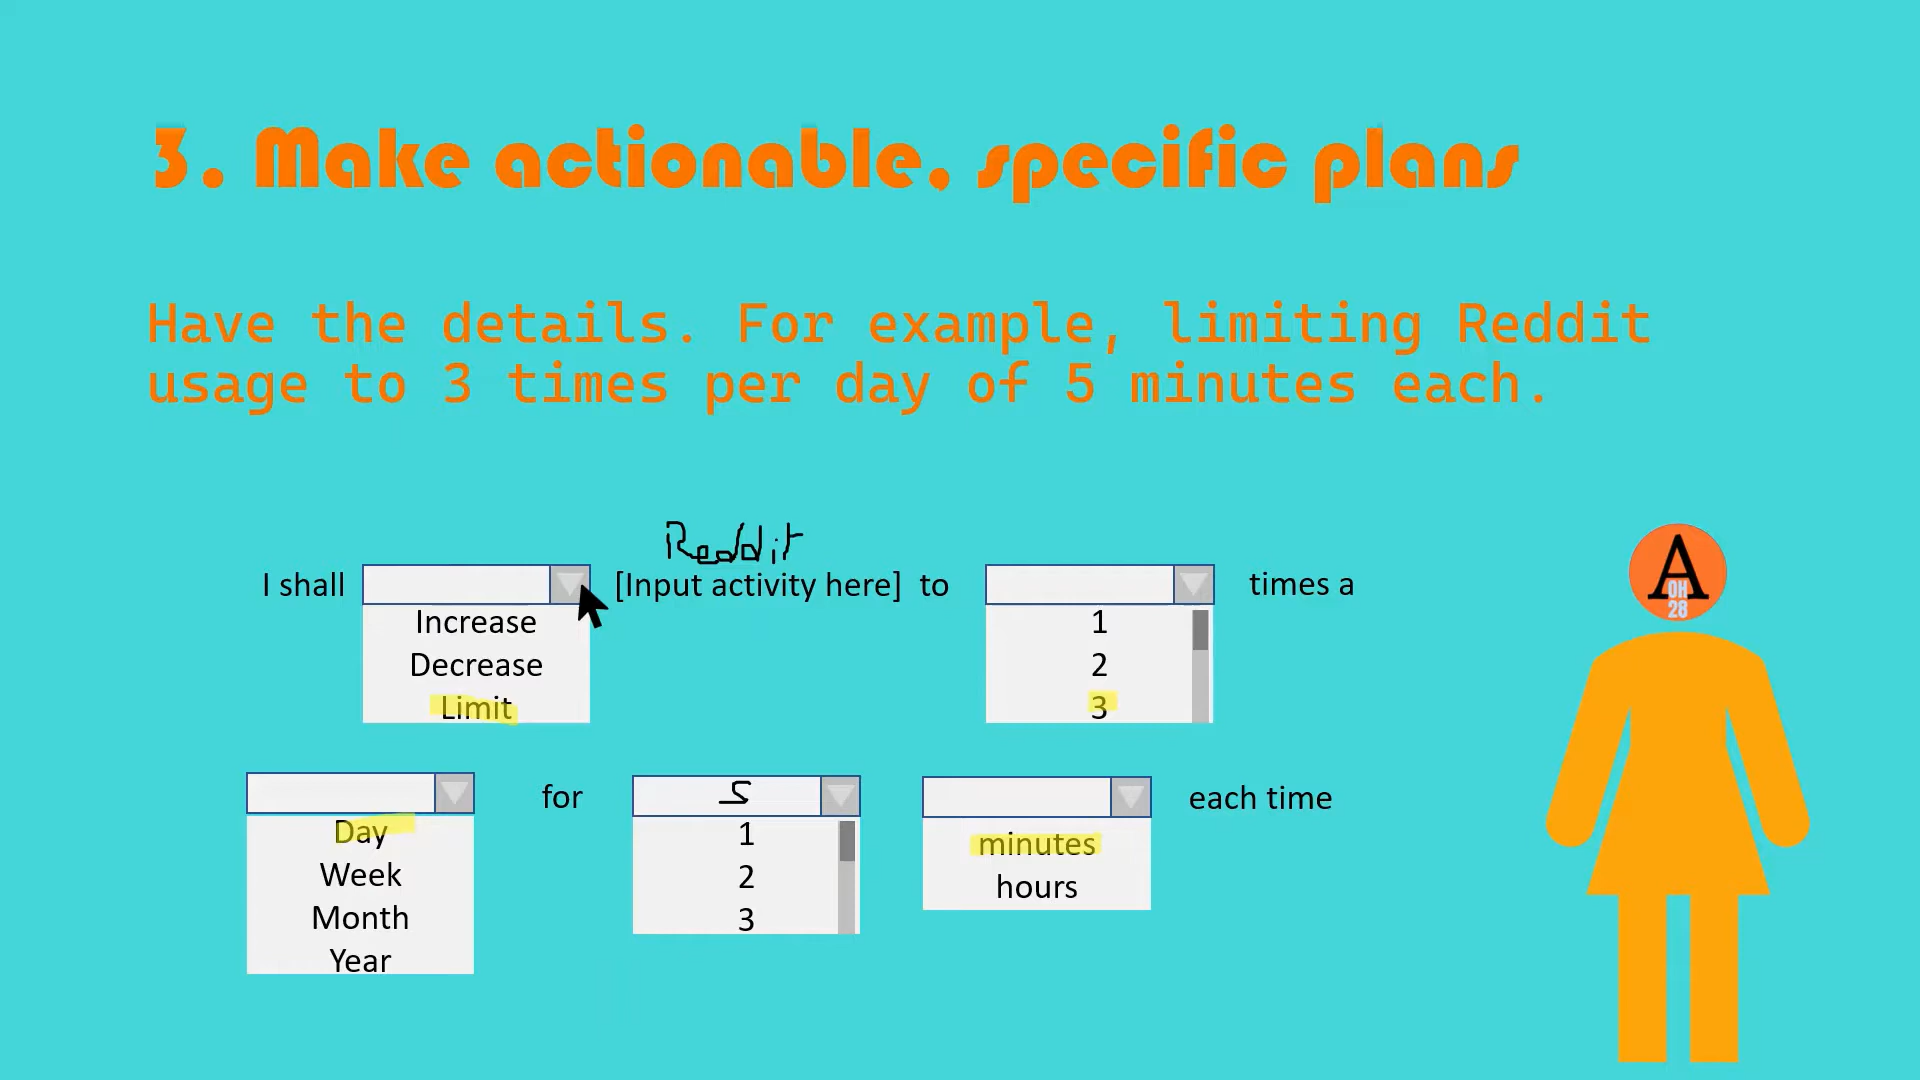 3. Make actionable, specific plans
Have the details. For example, limiting Reddit
usage to 3 times per day of 5 minutes each.
Reddit
I shall [Input activity here] to times a
Increase
Decrease
Limit
1
2
3
for 5 each time
Day
Week
Month
Year
1
2
3
minutes
hours
A
OH
28